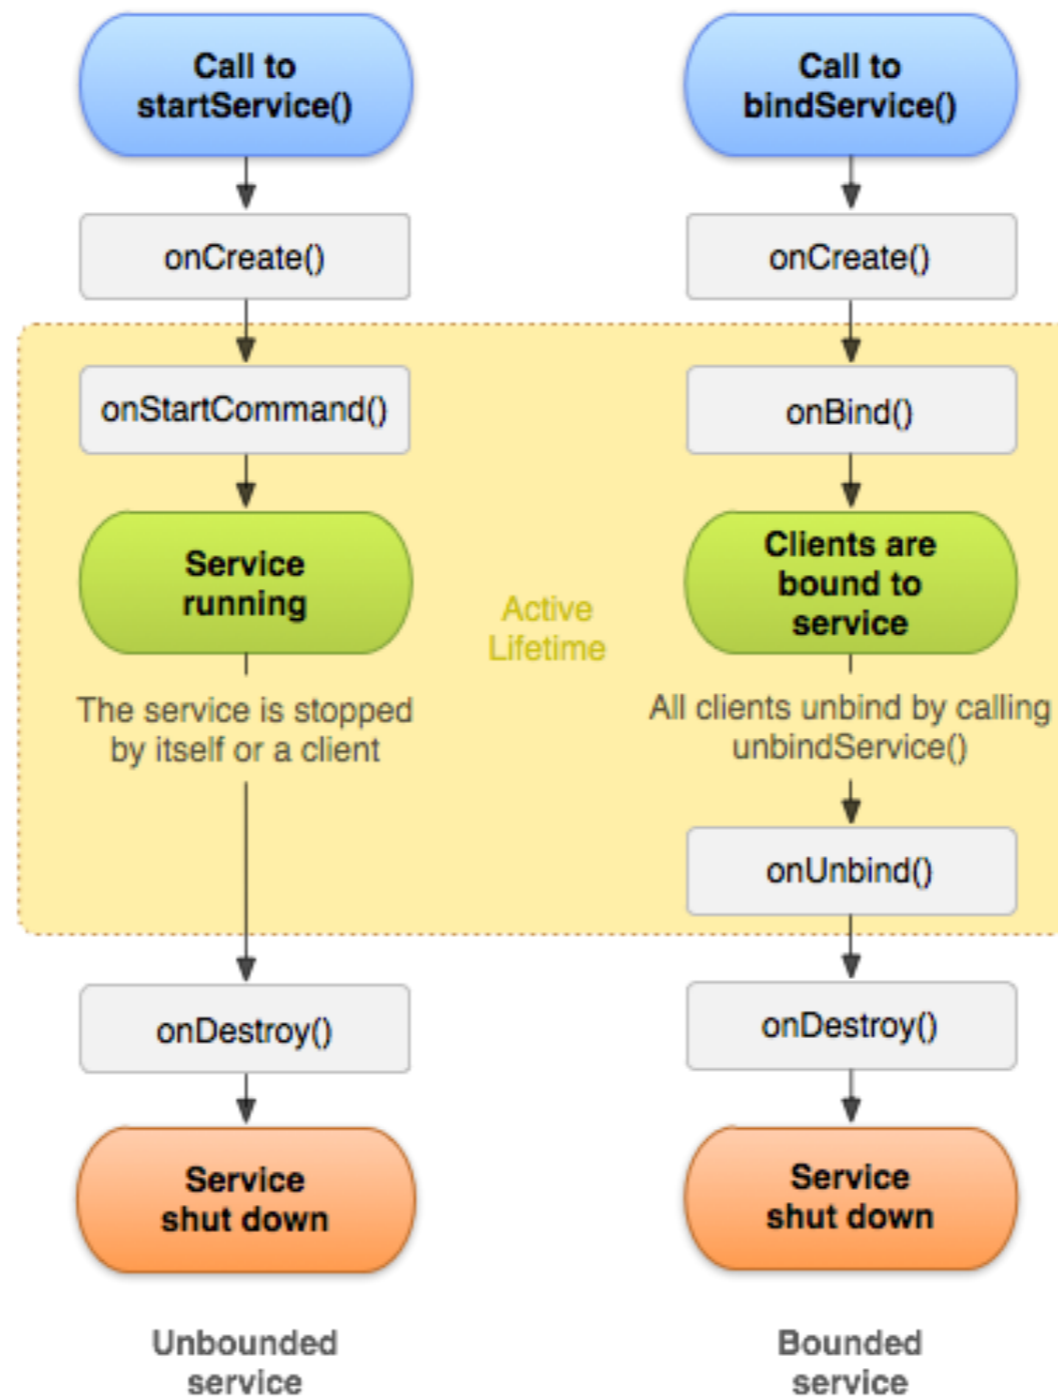 Call to
startService()
onCreate()
onStartCommand()
Service
running
The service is stopped
by itself or a client
onDestroy()
Service
shut down
Unbounded
service
Active
Lifetime
Call to
bindService()
onCreate()
onBind()
Clients are
bound to
service
All clients unbind by calling
unbindService()
onUnbind()
onDestroy()
Service
shut down
Bounded
service